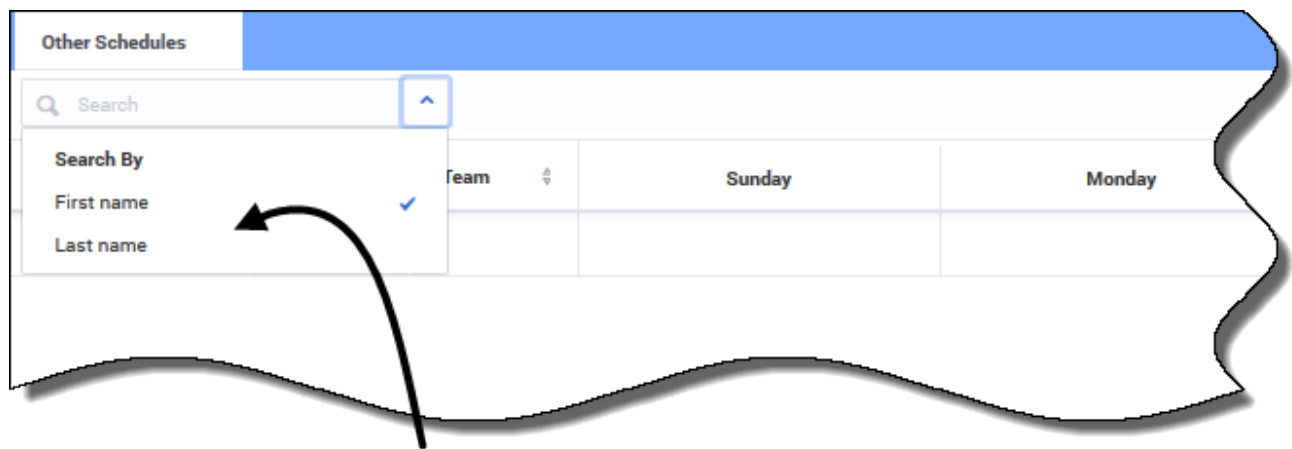 Other Schedules
Search
Search By
Team Sunday Monday
First name
Last name